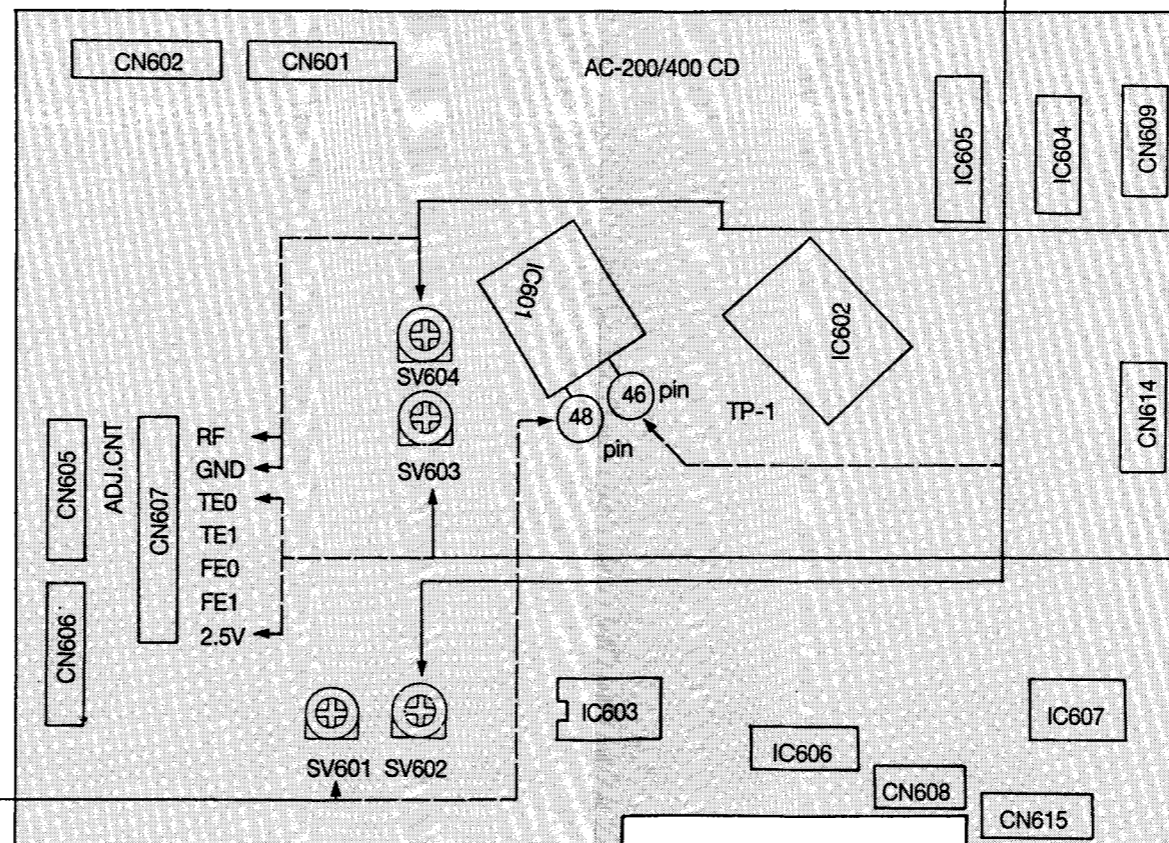 CN602
CN601
AC-200/400 CD
IC605
IC604
CN609
IC601
IC602
SV604
46 pin
48
pin
TP-1
CN614
SV603
CN605
ADJ.CNT
CN607
RF
GND
TE0
TE1
FE0
FE1
2.5V
CN606
SV601
SV602
IC603
IC606
IC607
CN608
CN615